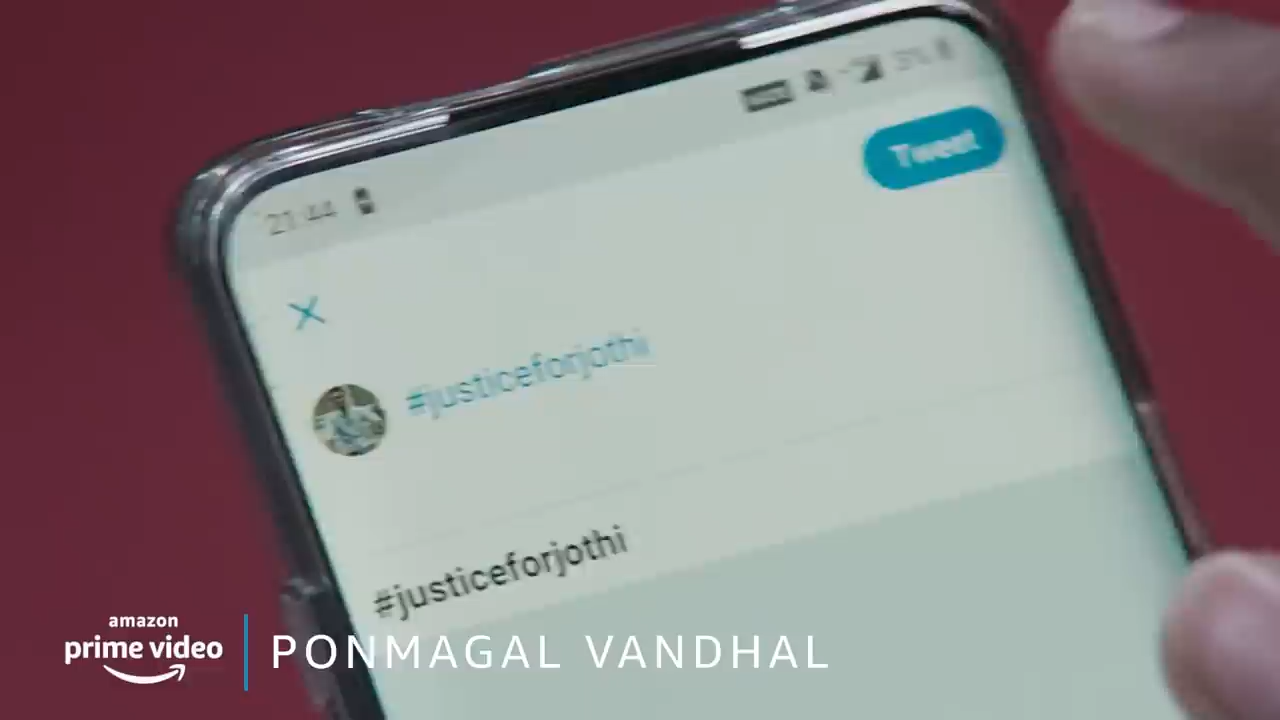 21:44
Tweet
#justiceforjothi
#justiceforjothi
amazon
prime video
PONMAGAL VANDHAL